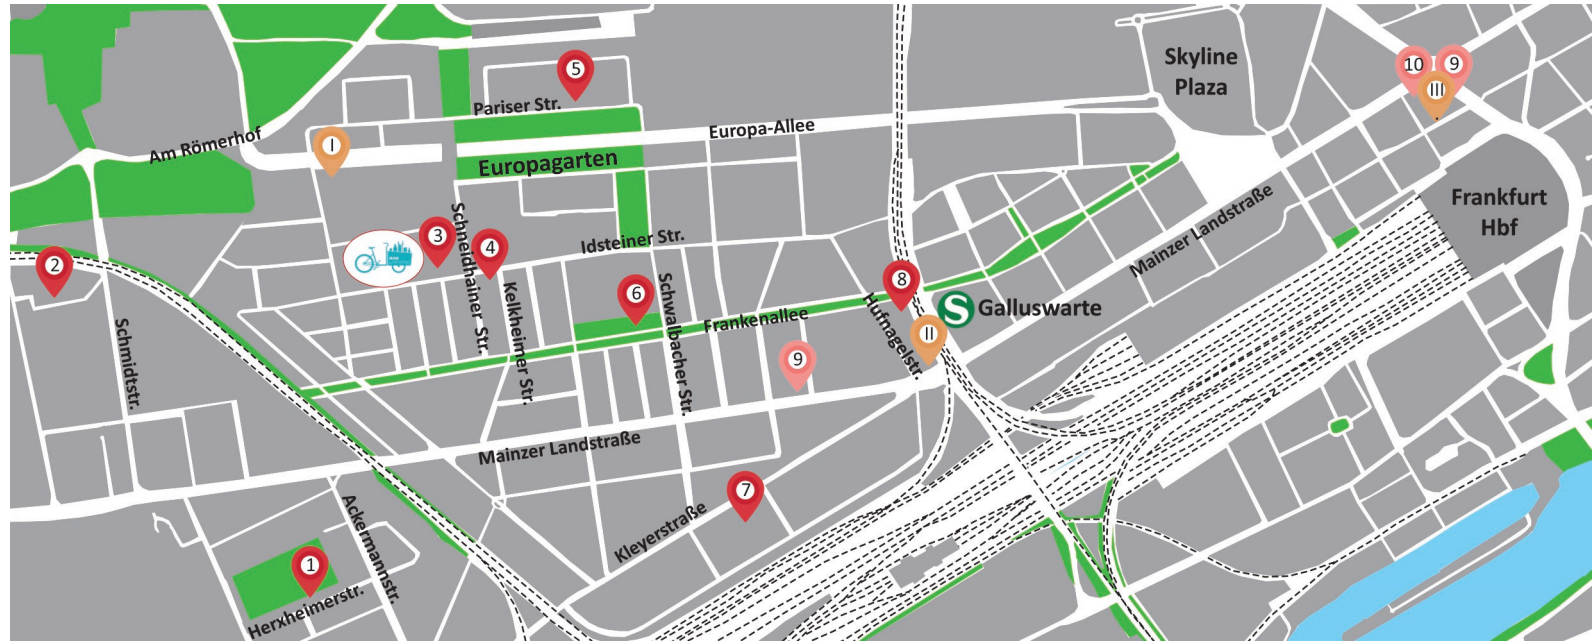 Skyline
Plaza
10
9
III
5
Pariser Str.
Europa-Allee
Am Römerhof
I
Europagarten
Frankfurt
Hbf
2
3
4
Schneidhainer Str.
Idsteiner Str.
Mainzer Landstraße
6
8
S
Galluswarte
Schmidtstr.
Kelkheimer Str.
Schwalbacher Str.
Frankenallee
Hufnagelstr.
II
9
Mainzer Landstraße
7
Kleyerstraße
Ackermannstr.
1
Herxheimerstr.